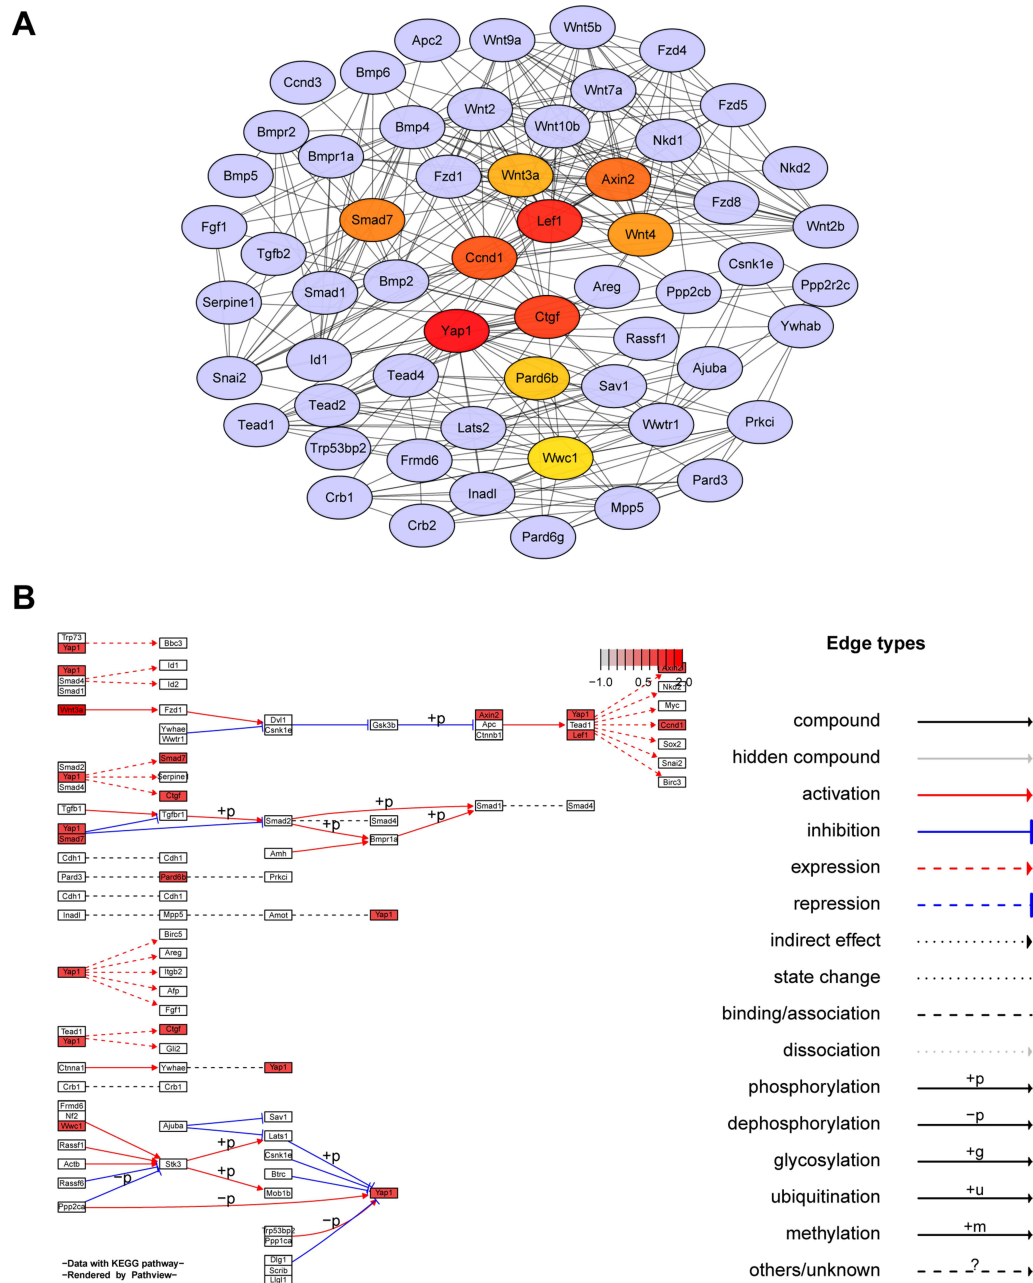 A
Wnt5b
Apc2
Wnt9a
Fzd4
Ccnd3
Bmp6
Wnt7a
Fzd5
Wnt2
Bmpr2
Bmp4
Wnt10b
Nkd1
Bmpr1a
Nkd2
Bmp5
Fzd1
Wnt3a
Axin2
Fzd8
Fgf1
Smad7
Lef1
Wnt4
Wnt2b
Tgfb2
Ccnd1
Csnk1e
Serpine1
Smad1
Bmp2
Areg
Ppp2cb
Ppp2r2c
Yap1
Ctgf
Rassf1
Ywhab
Id1
Snai2
Tead4
Pard6b
Sav1
Ajuba
Tead2
Tead1
Lats2
Wwtr1
Prkci
Trp53bp2
Frmd6
Wwc1
Crb1
Inadl
Pard3
Crb2
Mpp5
Pard6g
B
Trp73
Yap1
Bbc3
Yap1
Smad4
Smad1
Id1
Id2
Wnt3a
Fzd1
Ywhae
Wwtr1
Dvl1
Csnk1e
Gsk3b
+p
Axin2
Apc
Ctnnb1
Yap1
Tead1
Lef1
−1.0
0.5
2.0
Axin2
Nkd2
Myc
Ccnd1
Sox2
Snai2
Birc3
Smad2
Yap1
Smad4
Smad7
Serpine1
Ctgf
Tgfb1
Tgfbr1
+p
Yap1
Smad7
Smad2
+p
Smad4
+p
Bmpr1a
+p
Smad1
Smad4
Amh
Cdh1
Cdh1
Pard3
Pard6b
Prkci
Cdh1
Cdh1
Inadl
Mpp5
Amot
Yap1
Yap1
Birc5
Areg
Itgb2
Afp
Fgf1
Tead1
Yap1
Ctgf
Gli2
Ctnna1
Ywhae
Yap1
Crb1
Crb1
Frmd6
Nf2
Wwc1
Ajuba
Sav1
Rassf1
+p
Lats1
Actb
Stk3
Csnk1e
+p
Rassf6
−p
+p
Btrc
Mob1b
Yap1
Ppp2ca
−p
Trp53bp2
Ppp1ca
−p
Dlg1
Scrib
Llgl1
−Data with KEGG pathway−
−Rendered by Pathview−
Edge types
compound
hidden compound
activation
inhibition
expression
repression
indirect effect
state change
binding/association
dissociation
phosphorylation
+p
dephosphorylation
−p
glycosylation
+g
ubiquitination
+u
methylation
+m
others/unknown
?